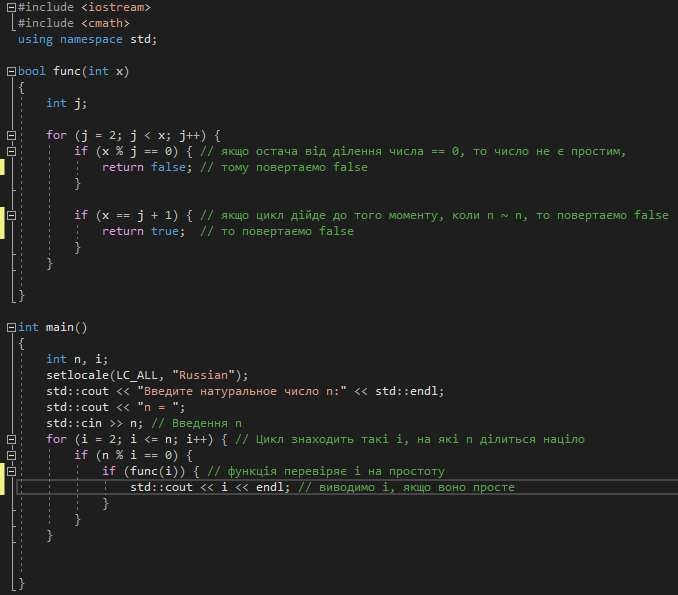 #include <iostream>
#include <cmath>
using namespace std;
bool func(int x)
{
int j;
for (j = 2; j < x; j++) {
if (x % j == 0) { // якщо остача від ділення числа == 0, то число не є простим,
return false; // тому повертаємо false
}
if (x == j + 1) { // якщо цикл дійде до того моменту, коли n ~ n, то повертаємо false
return true;  // то повертаємо false
}
}
}
int main()
{
int n, i;
setlocale(LC_ALL, "Russian");
std::cout << "Введите натуральное число n:" << std::endl;
std::cout << "n = ";
std::cin >> n; // Введення n
for (i = 2; i <= n; i++) { // Цикл знаходить такі i, на які n ділиться націло
if (n % i == 0) {
if (func(i)) { // функція перевіряє і на простоту
std::cout << i << endl; // виводимо і, якщо воно просте
}
}
}
}